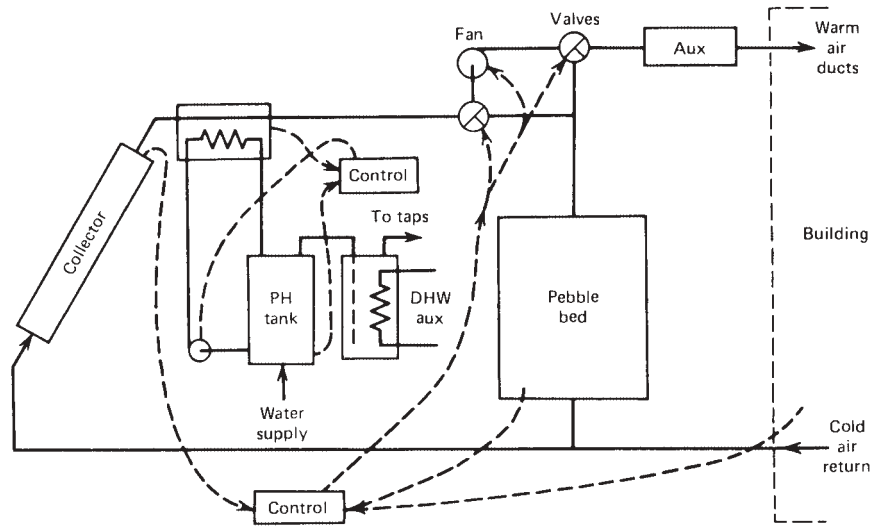 Valves
Fan
Aux
Warm
air
ducts
Control
Collector
To taps
Building
PH
tank
DHW
aux
Pebble
bed
Water
supply
Cold
air
return
Control